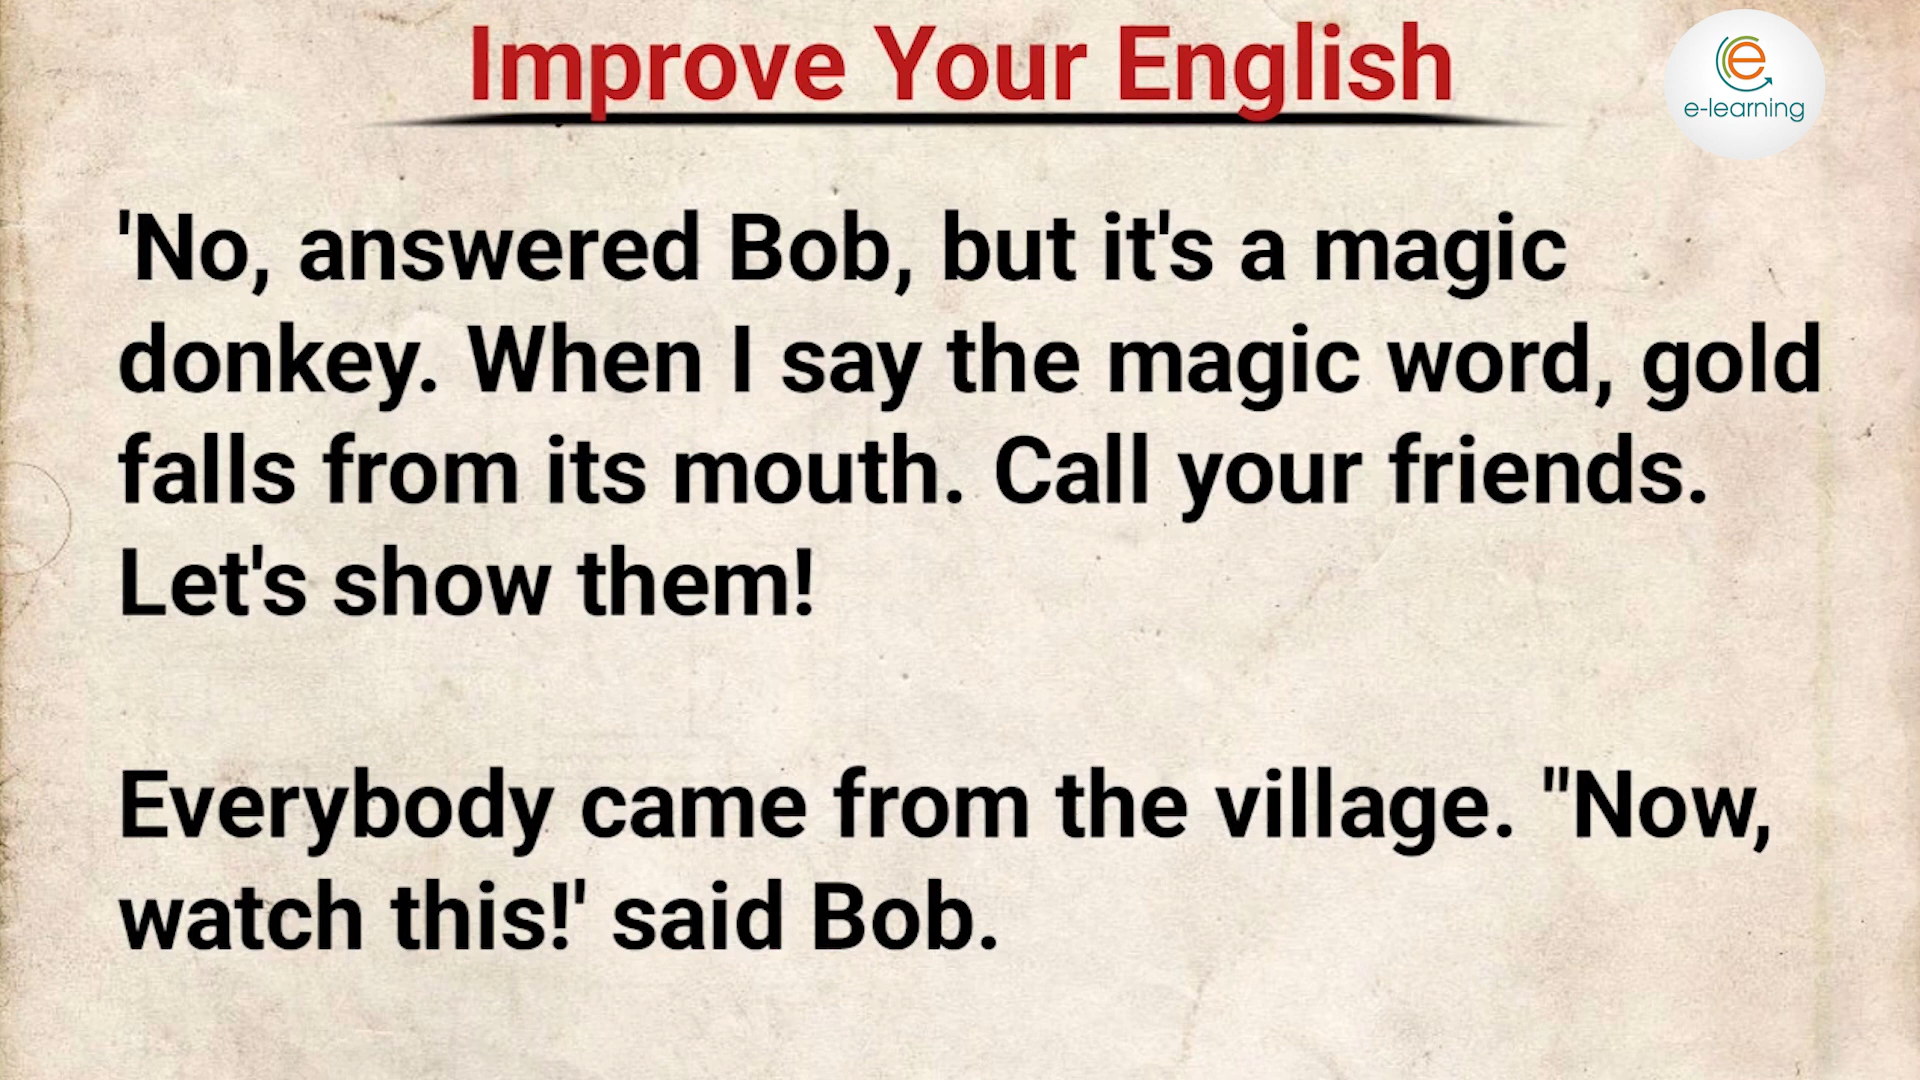 Improve Your English
e
e-learning
'No, answered Bob, but it's a magic
donkey. When I say the magic word, gold
falls from its mouth. Call your friends.
Let's show them!
Everybody came from the village. "Now,
watch this!' said Bob.